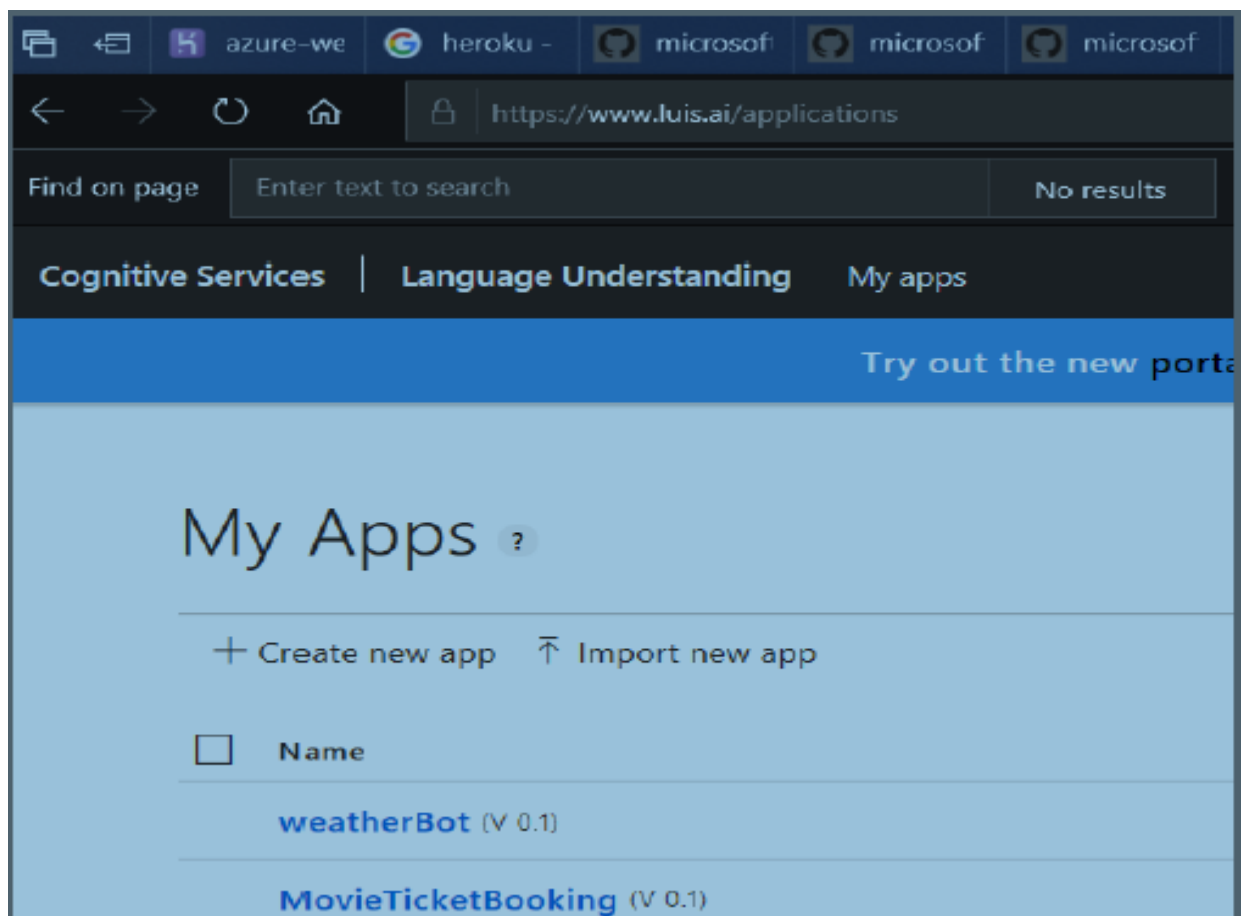 azure-we heroku - microsoft microsof microsof
https://www.luis.ai/applications
Find on page Enter text to search No results
Cognitive Services Language Understanding My apps
Try out the new porta
My Apps ?
Create new app Import new app
Name
weatherBot (V 0.1)
MovieTicketBooking (V 0.1)